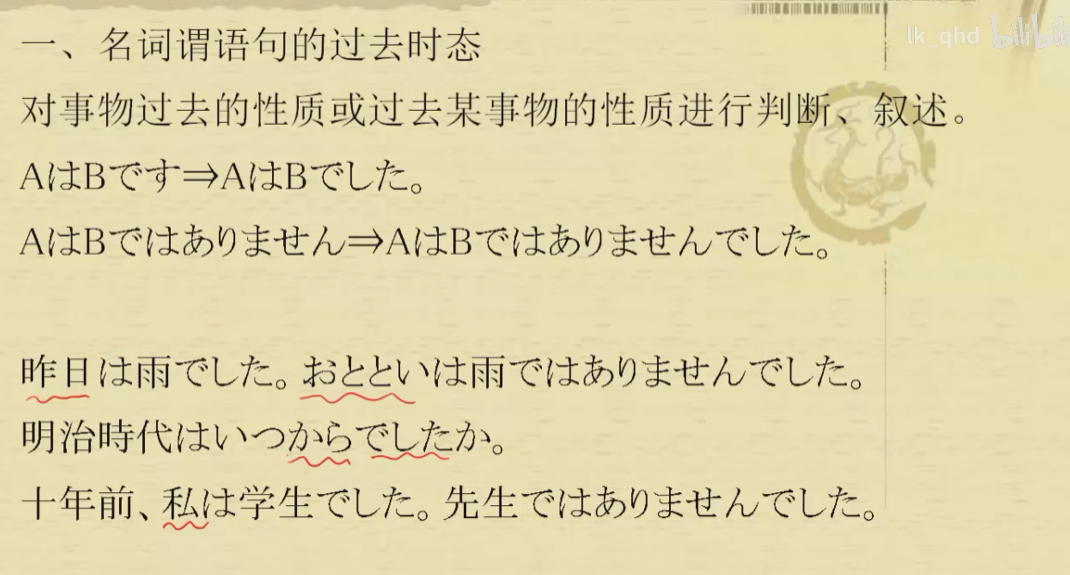 lk_qhd bilibili
一、名词谓语句的过去时态
对事物过去的性质或过去某事物的性质进行判断、叙述。
AはBです⇒AはBでした。
AはBではありません⇒AはBではありませんでした。
昨日は雨でした。おとといは雨ではありませんでした。
明治時代はいつからでしたか。
十年前、私は学生でした。先生ではありませんでした。